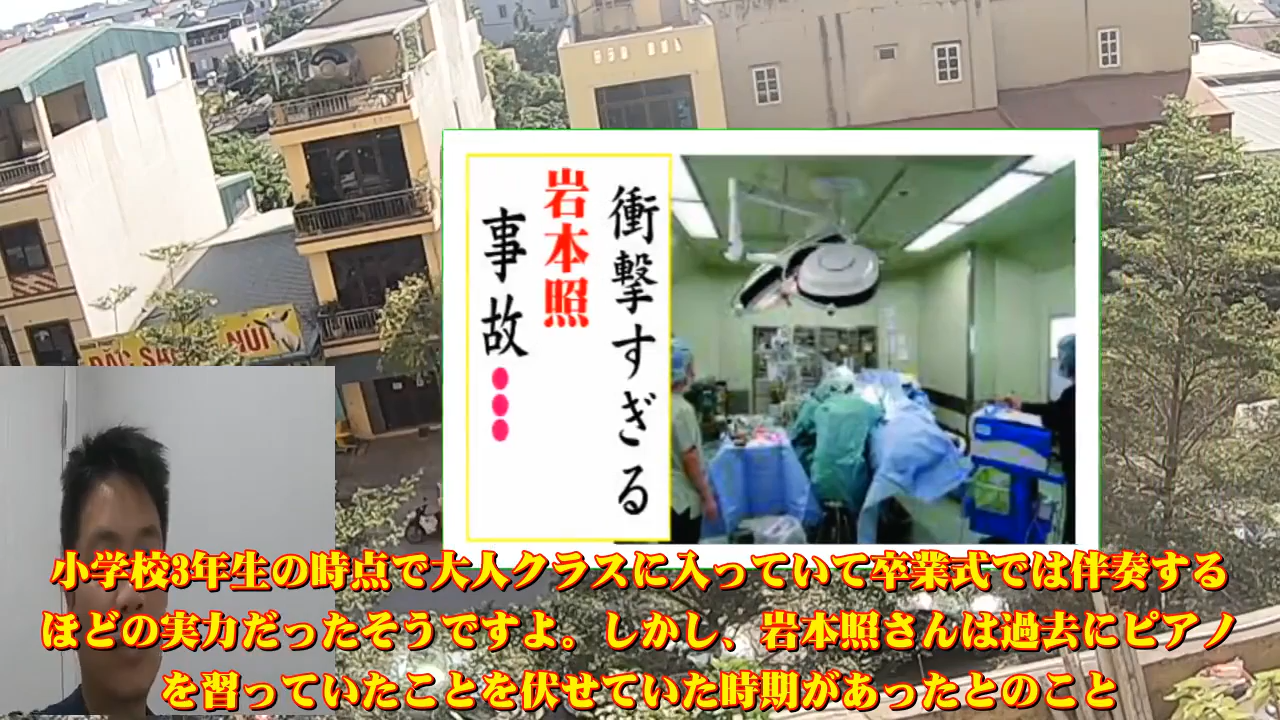 衝撃すぎる
岩本照
事故•••
NÚI
小学校3年生の時点で大人クラスに入っていて卒業式では伴奏する
ほどの実力だったそうですよ。しかし、岩本照さんは過去にピアノ
を習っていたことを伏せていた時期があったとのこと